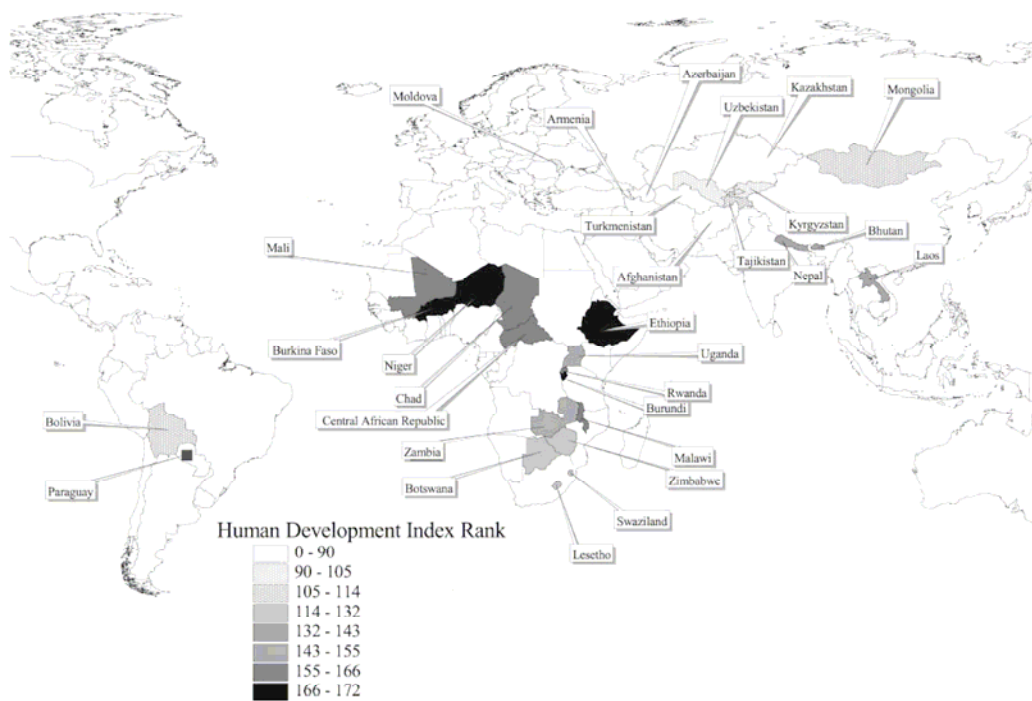 Azerbaijan
Moldova
Kazakhstan
Uzbekistan
Mongolia
Armenia
Turkmenistan
Kyrgyzstan
Bhutan
Mali
Tajikistan
Laos
Afghanistan
Nepal
Ethiopia
Burkina Faso
Uganda
Niger
Chad
Rwanda
Burundi
Central African Republic
Bolivia
Zambia
Malawi
Zimbabwe
Botswana
Paraguay
Swaziland
Human Development Index Rank
Lesetho
0 - 90
90 - 105
105 - 114
114 - 132
132 - 143
143 - 155
155 - 166
166 - 172